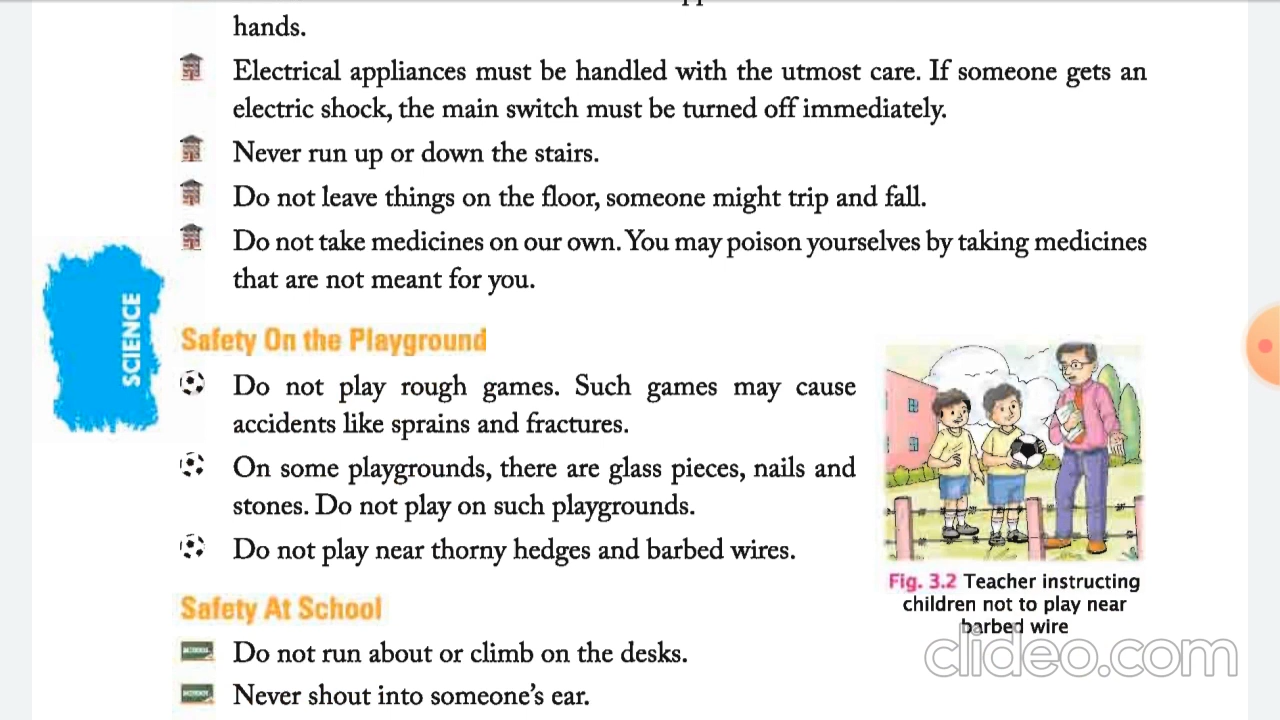 hands.
Electrical appliances must be handled with the utmost care. If someone gets an
electric shock, the main switch must be turned off immediately.
Never run up or down the stairs.
Do not leave things on the floor, someone might trip and fall.
Do not take medicines on our own. You may poison yourselves by taking medicines
that are not meant for you.
SCIENCE
Safety On the Playground
Do not play rough games. Such games may cause
accidents like sprains and fractures.
On some playgrounds, there are glass pieces, nails and
stones. Do not play on such playgrounds.
Do not play near thorny hedges and barbed wires.
Fig. 3.2 Teacher instructing
children not to play near
barbed wire
Safety At School
Do not run about or climb on the desks.
Never shout into someone's ear.
clideo.com